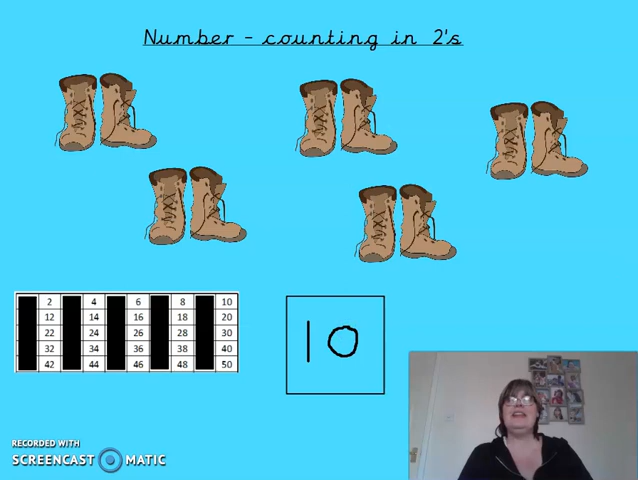 Number - counting in 2's
2 4 6 8 10
12 14 16 18 20
22 24 26 28 30
32 34 36 38 40
42 44 46 48 50
10
RECORDED WITH
SCREENCAST MATIC